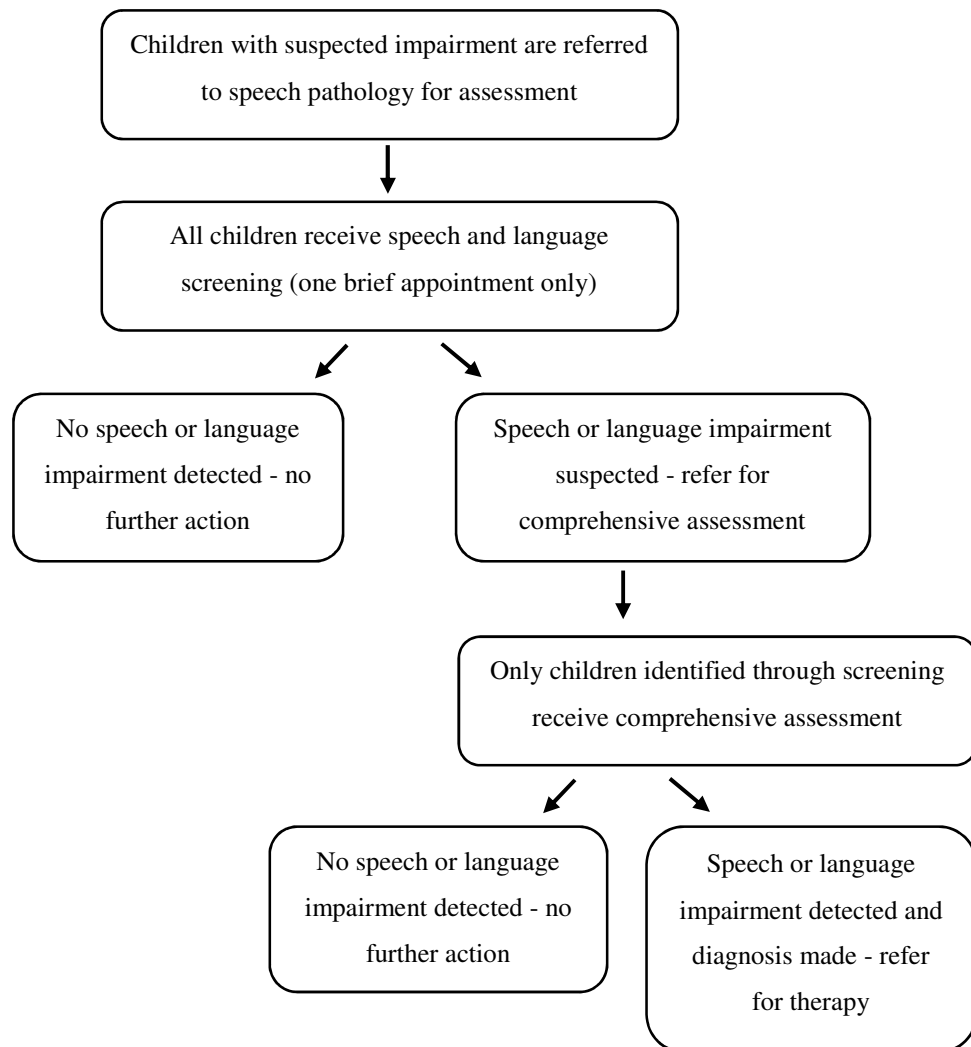 Children with suspected impairment are referred
to speech pathology for assessment
All children receive speech and language
screening (one brief appointment only)
No speech or language
impairment detected - no
further action
Speech or language impairment
suspected - refer for
comprehensive assessment
Only children identified through screening
receive comprehensive assessment
No speech or language
impairment detected - no
further action
Speech or language
impairment detected and
diagnosis made - refer
for therapy